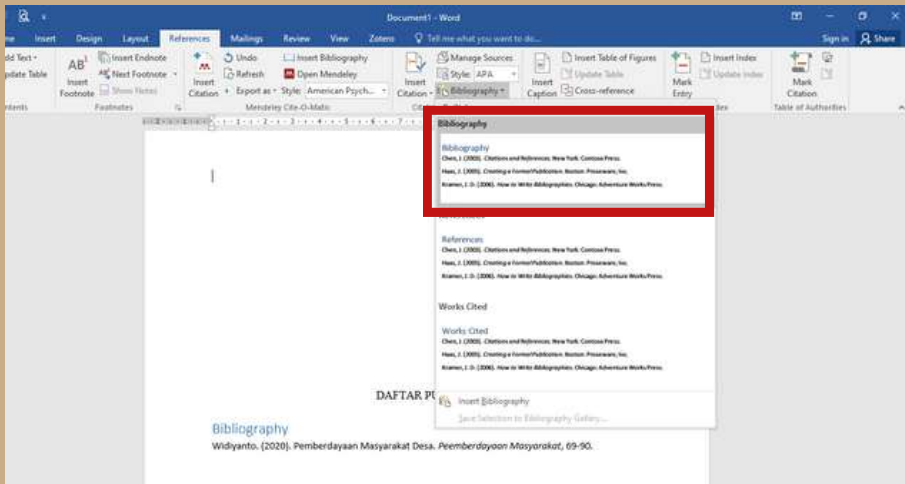 Document1 - Word
Insert Design Layout References Mailings Review View Zotero Tell me what you want to do... Sign in Share
Text Insert Endnote Undo Insert Bibliography Manage Sources Insert Table of Figures Insert Index
Update Table AB Next Footnote Refresh Open Mendeley Style: APA Update Table Update Index
Insert Footnote Show Notes Insert Citation Export as Style: American Psych... Insert Citation Bibliography Insert Caption Cross-reference Mark Entry Mark Citation
Footnotes Mendeley Cite-O-Matic Table of Authorities
Bibliography
Bibliography
Chen, J. (2003). Citations and References. New York: Contoso Press.
Haas, J. (2005). Creating a Formal Publication. Boston: Proseware, Inc.
Kramer, J. D. (2006). How to Write Bibliographies. Chicago: Adventure Works Press.
References
References
Chen, J. (2003). Citations and References. New York: Contoso Press.
Haas, J. (2005). Creating a Formal Publication. Boston: Proseware, Inc.
Kramer, J. D. (2006). How to Write Bibliographies. Chicago: Adventure Works Press.
Works Cited
Works Cited
Chen, J. (2003). Citations and References. New York: Contoso Press.
Haas, J. (2005). Creating a Formal Publication. Boston: Proseware, Inc.
Kramer, J. D. (2006). How to Write Bibliographies. Chicago: Adventure Works Press.
Insert Bibliography
Save Selection to Bibliography Gallery...
DAFTAR PU
Bibliography
Widiyanto. (2020). Pemberdayaan Masyarakat Desa. Peemberdayoan Masyarakat, 69-90.